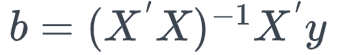 b = (X′X)⁻¹X′y